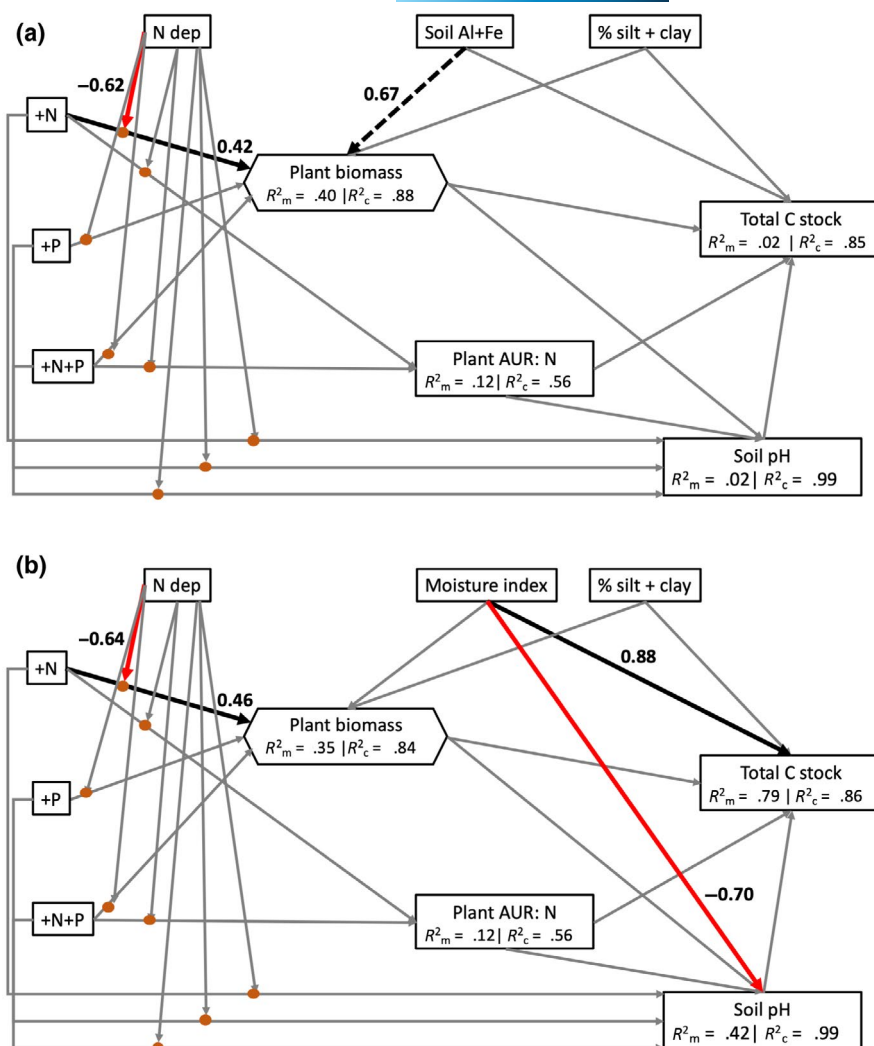 (a)
N dep
Soil Al+Fe
% silt + clay
−0.62
0.67
+N
0.42
Plant biomass
R²m = .40 |R²c = .88
Total C stock
R²m = .02 | R²c = .85
+P
Plant AUR: N
R²m = .12| R²c = .56
+N+P
Soil pH
R²m = .02| R²c = .99
(b)
N dep
Moisture index
% silt + clay
−0.64
0.88
+N
0.46
Plant biomass
R²m = .35 |R²c = .84
Total C stock
R²m = .79 | R²c = .86
+P
−0.70
Plant AUR: N
R²m = .12| R²c = .56
+N+P
Soil pH
R²m = .42| R²c = .99